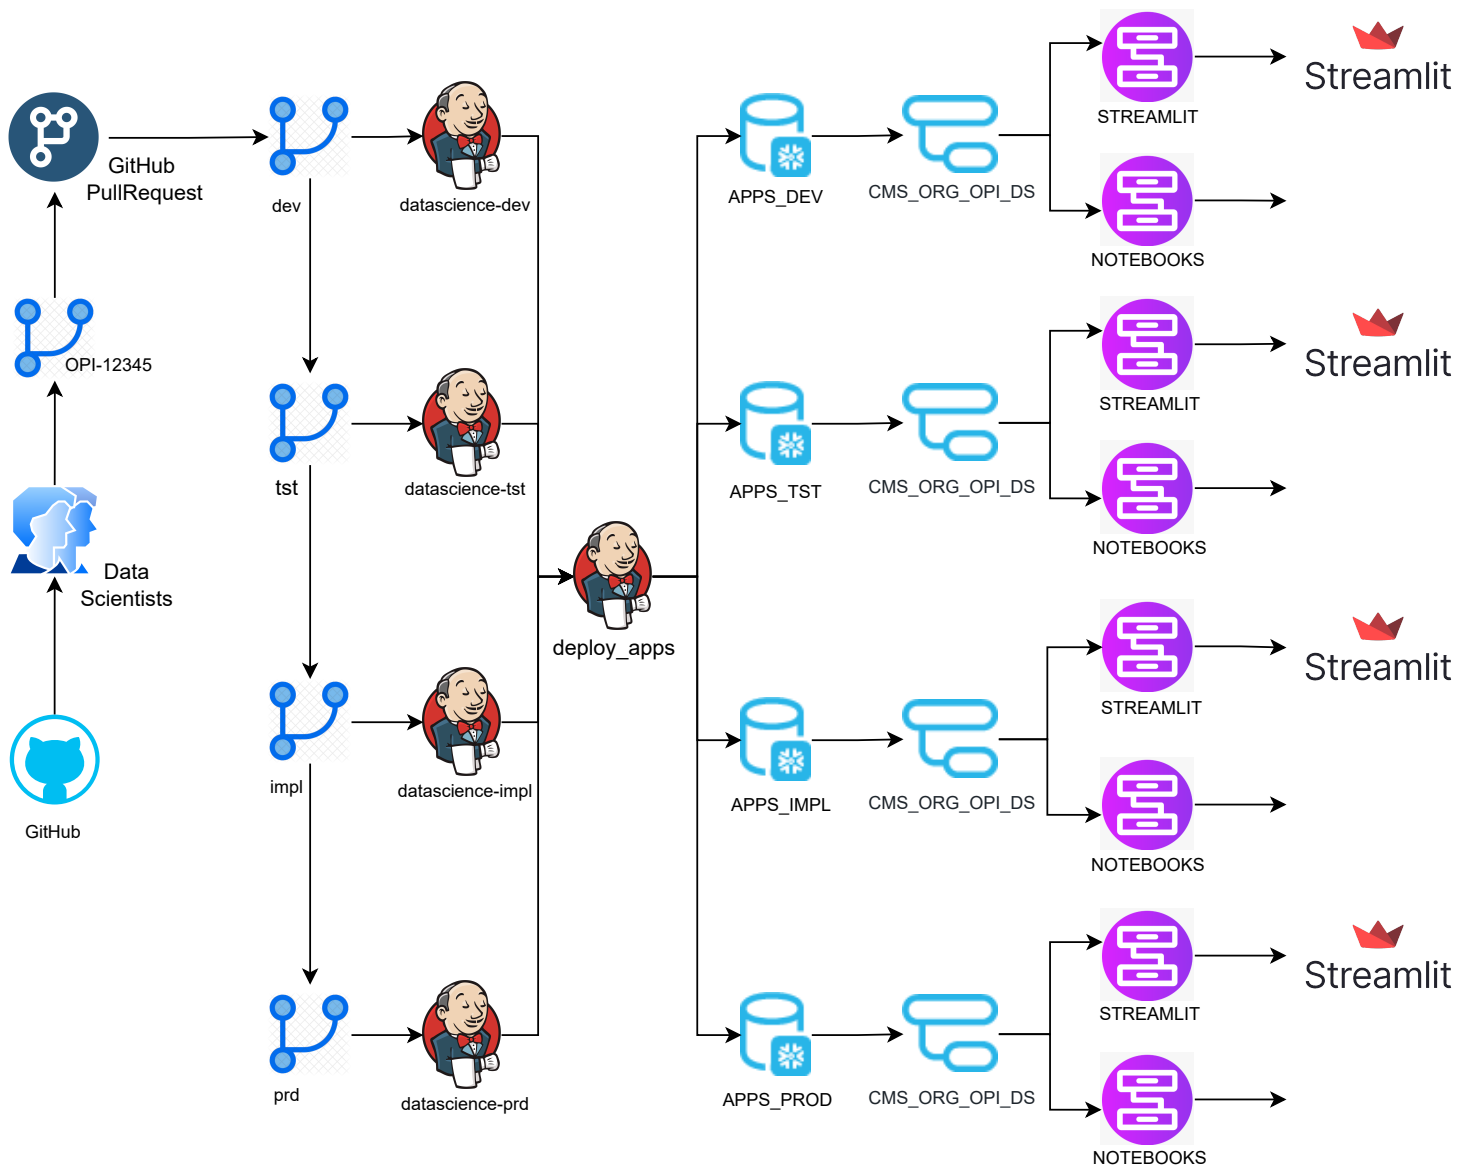 GitHub
PullRequest
OPI-12345
Data
Scientists
GitHub
dev
tst
impl
prd
datascience-dev
datascience-tst
datascience-impl
datascience-prd
deploy_apps
APPS_DEV
CMS_ORG_OPI_DS
STREAMLIT
Streamlit
NOTEBOOKS
APPS_TST
CMS_ORG_OPI_DS
STREAMLIT
Streamlit
NOTEBOOKS
APPS_IMPL
CMS_ORG_OPI_DS
STREAMLIT
Streamlit
NOTEBOOKS
APPS_PROD
CMS_ORG_OPI_DS
STREAMLIT
Streamlit
NOTEBOOKS